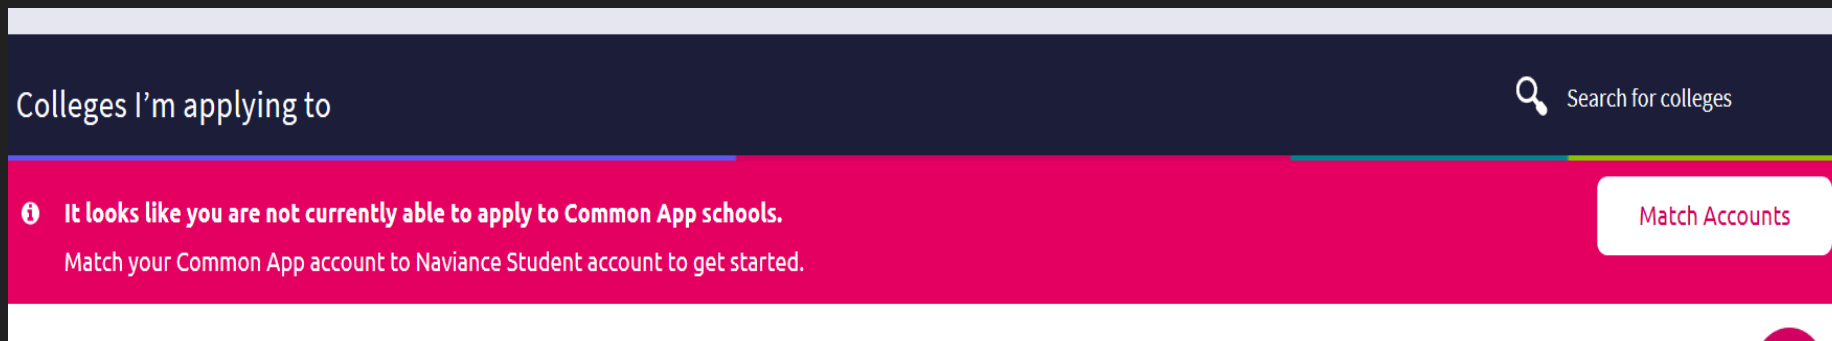 Colleges I’m applying to
Search for colleges
It looks like you are not currently able to apply to Common App schools.
Match your Common App account to Naviance Student account to get started.
Match Accounts